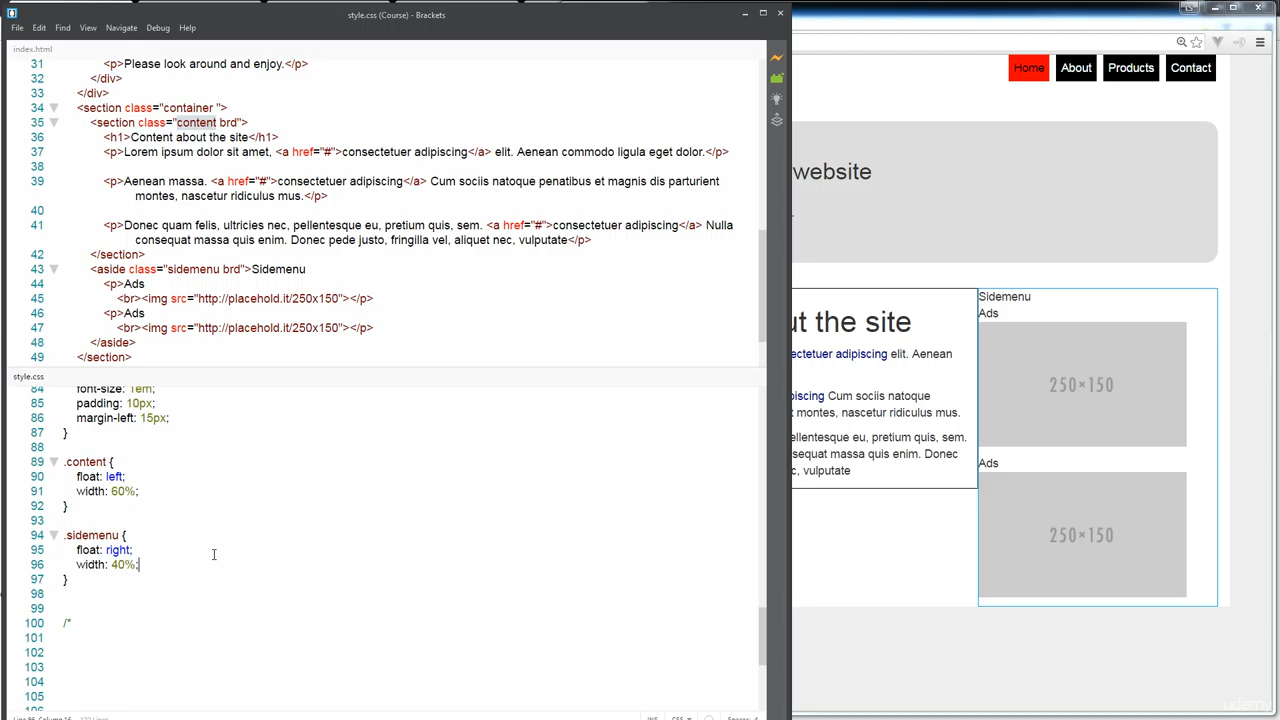 style.css (Course) - Brackets
File Edit Find View Navigate Debug Help
index.html
31 <p>Please look around and enjoy.</p>
32 </div>
33 </div>
34 <section class="container ">
35 <section class="content brd">
36 <h1>Content about the site</h1>
37 <p>Lorem ipsum dolor sit amet, <a href="#">consectetuer adipiscing</a> elit. Aenean commodo ligula eget dolor.</p>
38
39 <p>Aenean massa. <a href="#">consectetuer adipiscing</a> Cum sociis natoque penatibus et magnis dis parturient
montes, nascetur ridiculus mus.</p>
40
41 <p>Donec quam felis, ultricies nec, pellentesque eu, pretium quis, sem. <a href="#">consectetuer adipiscing</a> Nulla
consequat massa quis enim. Donec pede justo, fringilla vel, aliquet nec, vulputate</p>
42 </section>
43 <aside class="sidemenu brd">Sidemenu
44 <p>Ads
45 <br><img src="http://placehold.it/250x150"></p>
46 <p>Ads
47 <br><img src="http://placehold.it/250x150"></p>
48 </aside>
49 </section>
style.css
84 font-size: 1em;
85 padding: 10px;
86 margin-left: 15px;
87 }
88
89 .content {
90 float: left;
91 width: 60%;
92 }
93
94 .sidemenu {
95 float: right;
96 width: 40%;
97 }
98
99
100 /*
101
102
103
104
105
Home About Products Contact
website
ut the site
ectetuer adipiscing elit. Aenean
piscing Cum sociis natoque
montes, nascetur ridiculus mus.
llentesque eu, pretium quis, sem.
consectetuer adipiscing Nulla consequat massa quis enim. Donec
c, vulputate
Sidemenu
Ads
250×150
Ads
250×150
udemy